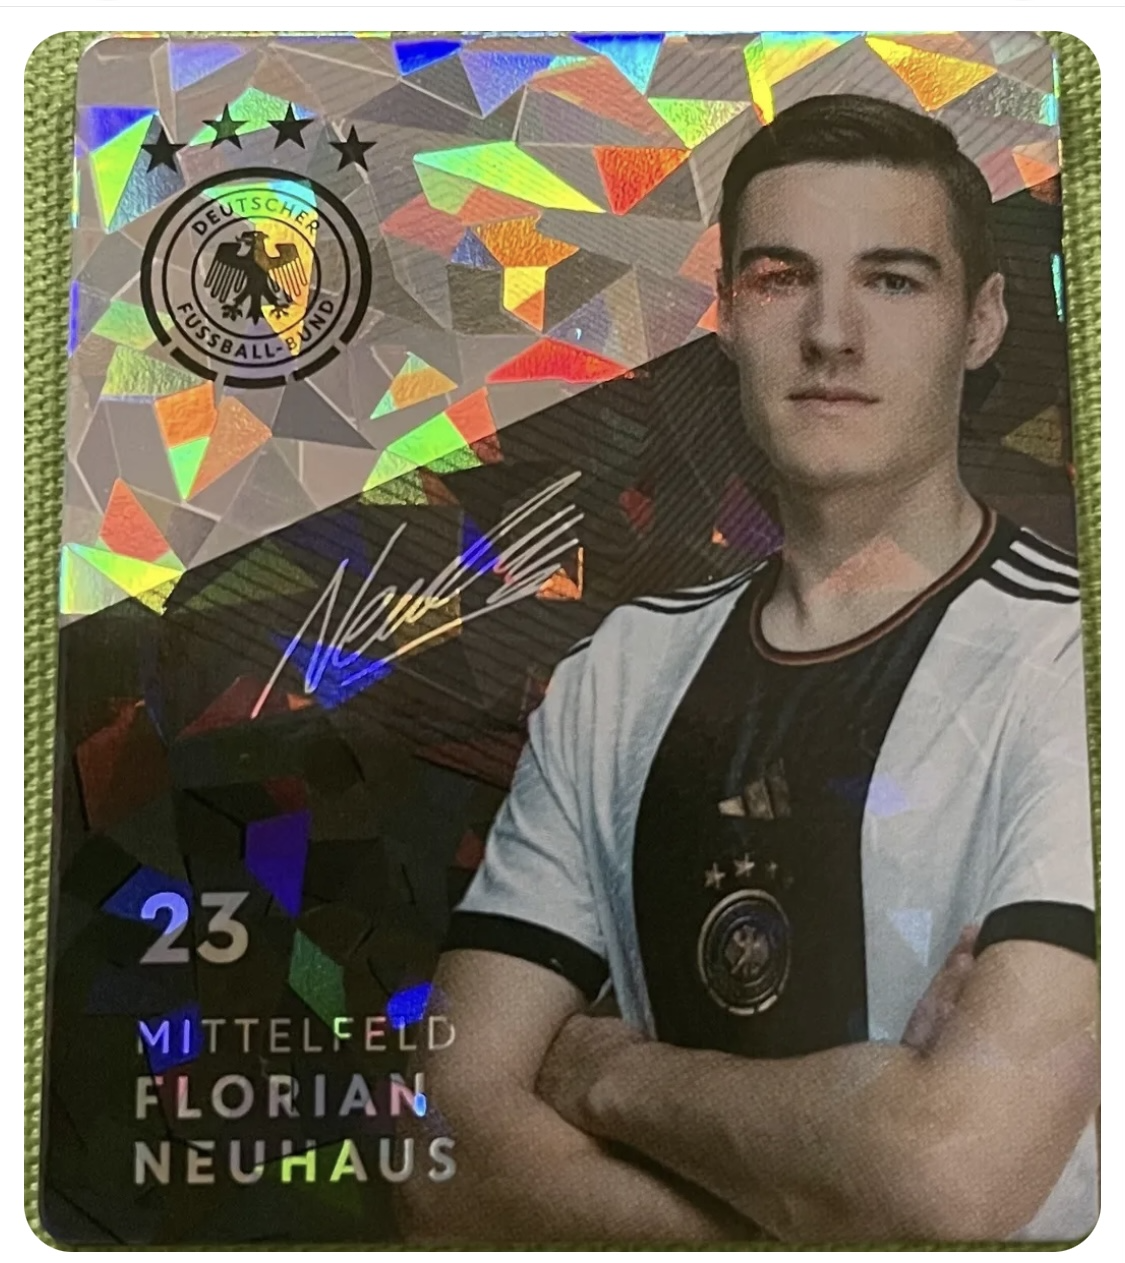 DEUTSCHER
FUSSBALL-BUND
23
MITTELFELD
FLORIAN
NEUHAUS